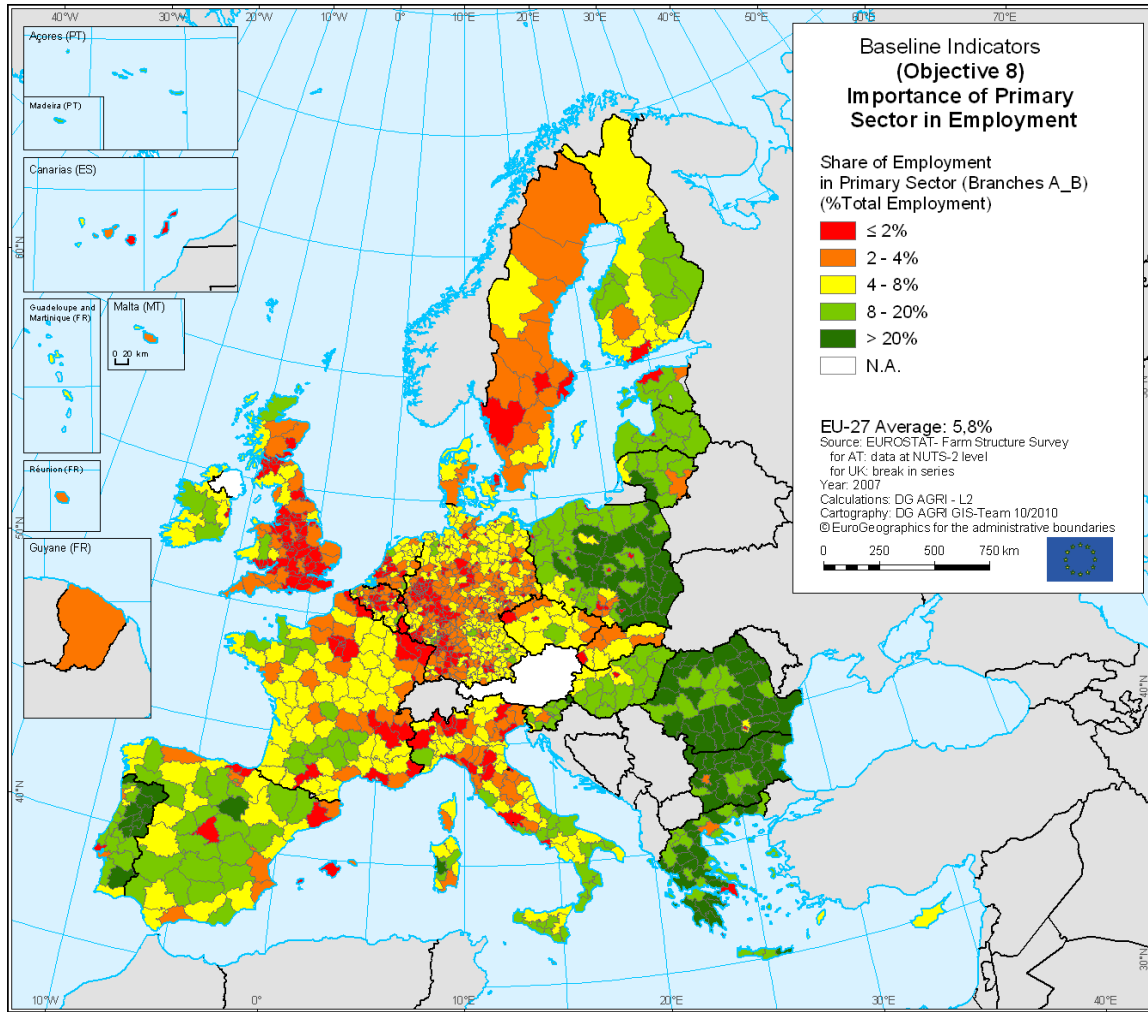 40°W
30°W
20°W
10°W
0°
10°E
20°E
30°E
40°E
50°E
60°E
70°E
Açores (PT)
Madeira (PT)
Canarias (ES)
Guadeloupe and
Martinique (FR)
Malta (MT)
0 20 km
Réunion (FR)
Guyane (FR)
Baseline Indicators
(Objective 8)
Importance of Primary
Sector in Employment
Share of Employment
in Primary Sector (Branches A_B)
(%Total Employment)
≤ 2%
2 - 4%
4 - 8%
8 - 20%
> 20%
N.A.
EU-27 Average: 5,8%
Source: EUROSTAT- Farm Structure Survey
for AT: data at NUTS-2 level
for UK: break in series
Year: 2007
Calculations: DG AGRI - L2
Cartography: DG AGRI GIS-Team 10/2010
© EuroGeographics for the administrative boundaries
0 250 500 750 km
60°N
50°N
40°N
40°N
30°N
10°W
0°
10°E
20°E
30°E
40°E